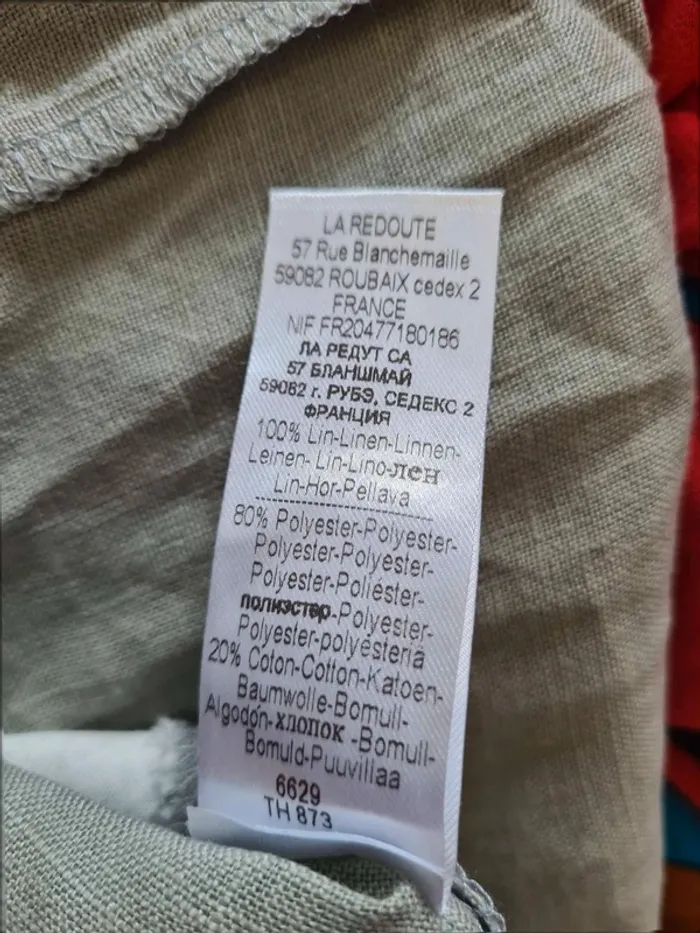 LA REDOUTE
57 Rue Blanchemaille
59082 ROUBAIX cedex 2
FRANCE
NIF FR20477180186
ЛА РЕДУТ СА
57 БЛАНШМАЙ
59082 г. РУБЭ, СЕДЕКС 2
ФРАНЦИЯ
100% Lin-Linen-Linnen-
Leinen- Lin-Lino-лен
Lin-Hor-Pellava
80% Polyester-Polyester-
Polyester-Polyester-
Polyester-Poliéster-
полиэстер-Polyester-
Polyester-polyesteria
20% Coton-Cotton-Katoen-
Baumwolle-Bomull-
Algodón-хлопок -Bomull-
Bomuld-Puuvillaa
6629
TH 873